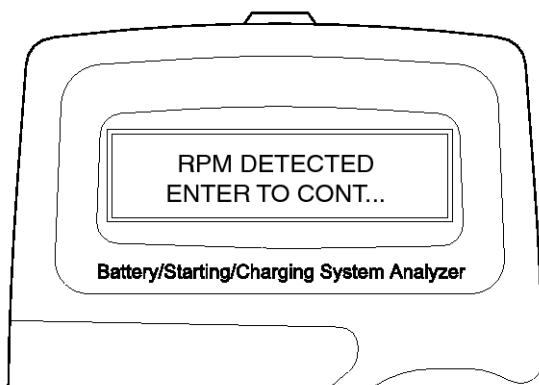 RPM DETECTED
ENTER TO CONT...
Battery/Starting/Charging System Analyzer